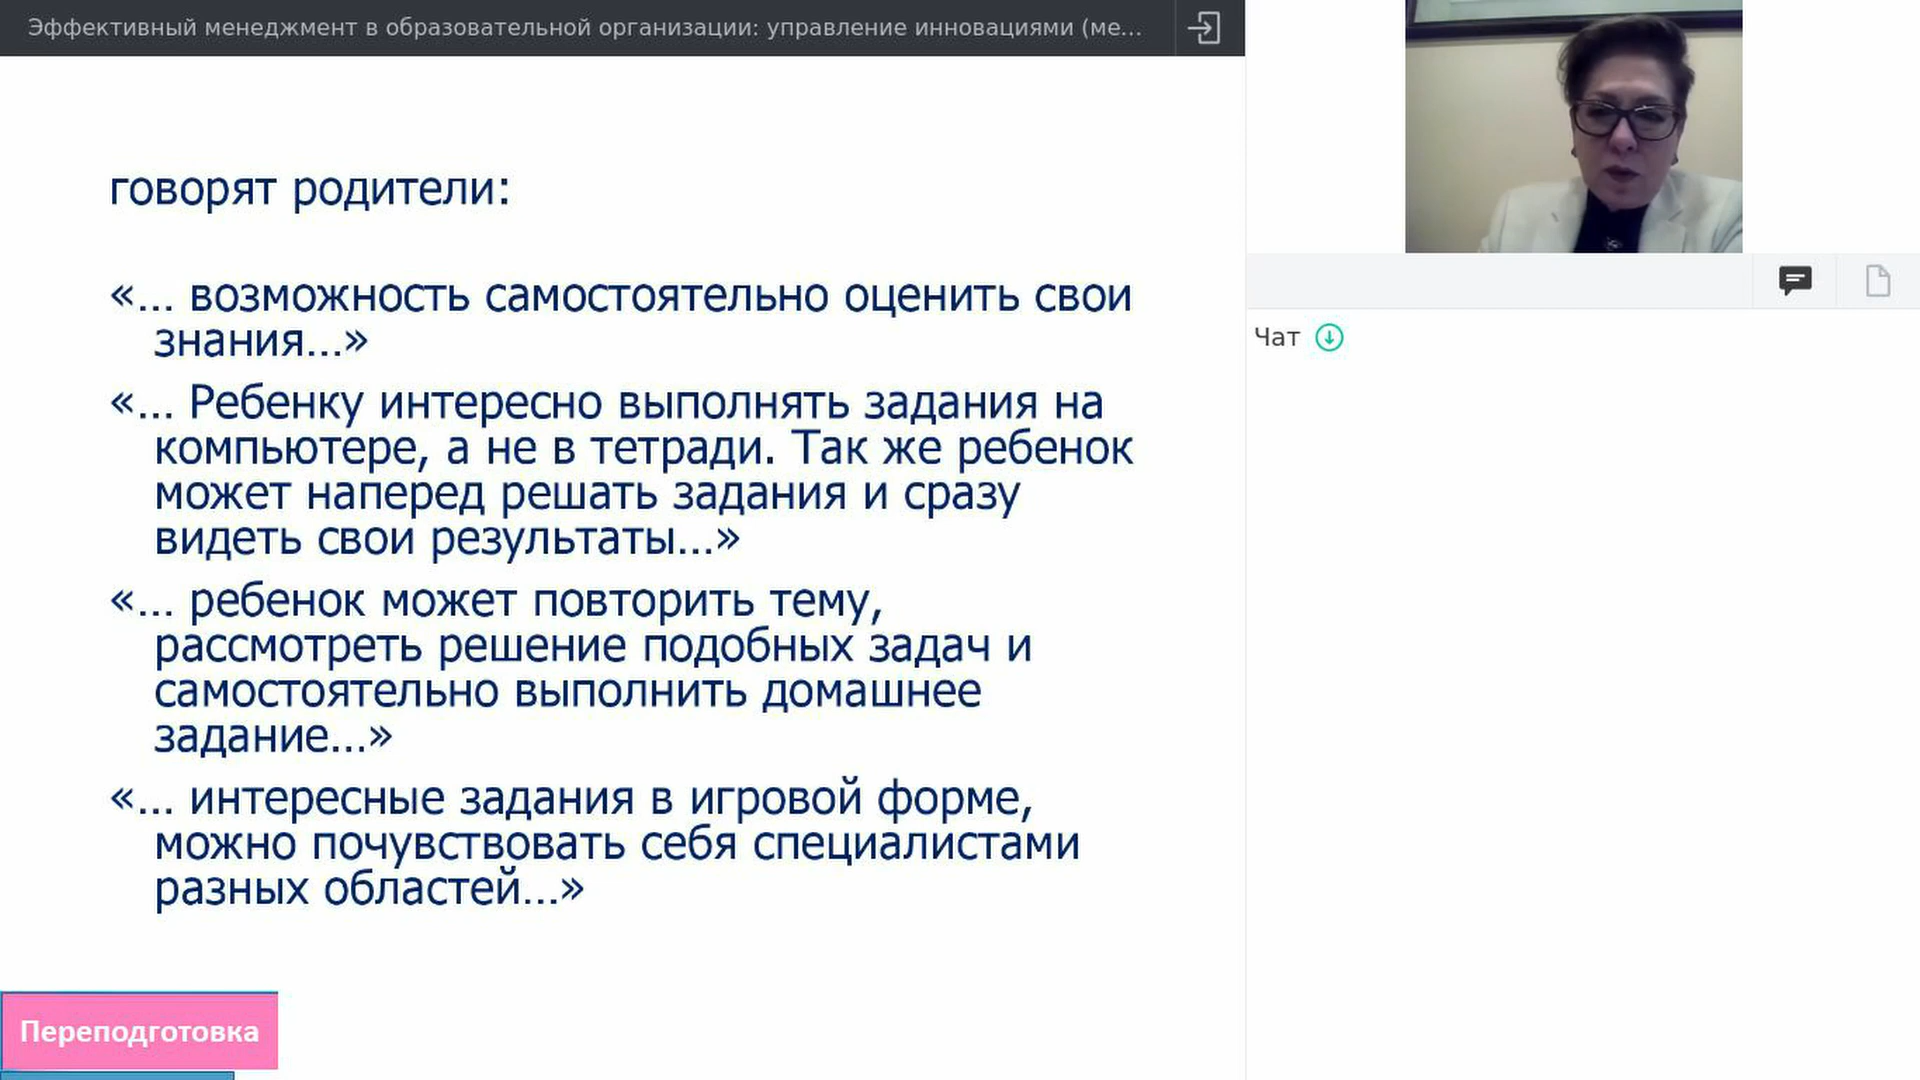 Эффективный менеджмент в образовательной организации: управление инновациями (ме...
говорят родители:
«... возможность самостоятельно оценить свои
знания...»
«... Ребенку интересно выполнять задания на
компьютере, а не в тетради. Так же ребенок
может наперед решать задания и сразу
видеть свои результаты...»
«... ребенок может повторить тему,
рассмотреть решение подобных задач и
самостоятельно выполнить домашнее
задание...»
«... интересные задания в игровой форме,
можно почувствовать себя специалистами
разных областей...»
Переподготовка
Чат